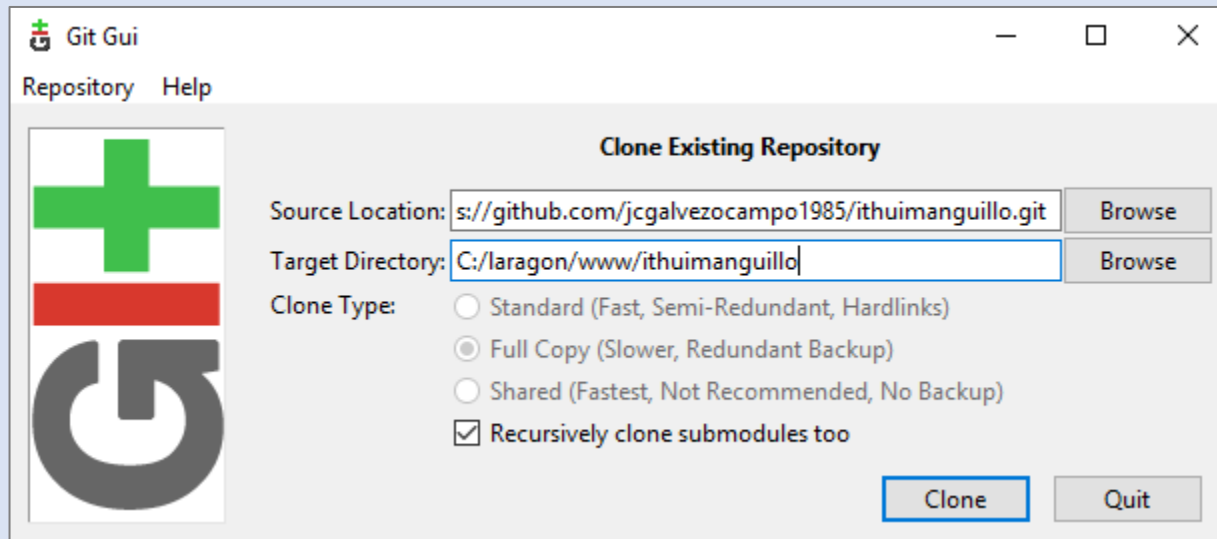 Git Gui
Repository Help
Clone Existing Repository
Source Location: s://github.com/jcgalvezocampo1985/ithuimanguillo.git Browse
Target Directory: C:/laragon/www/ithuimanguillo Browse
Clone Type: Standard (Fast, Semi-Redundant, Hardlinks)
Full Copy (Slower, Redundant Backup)
Shared (Fastest, Not Recommended, No Backup)
Recursively clone submodules too
Clone Quit